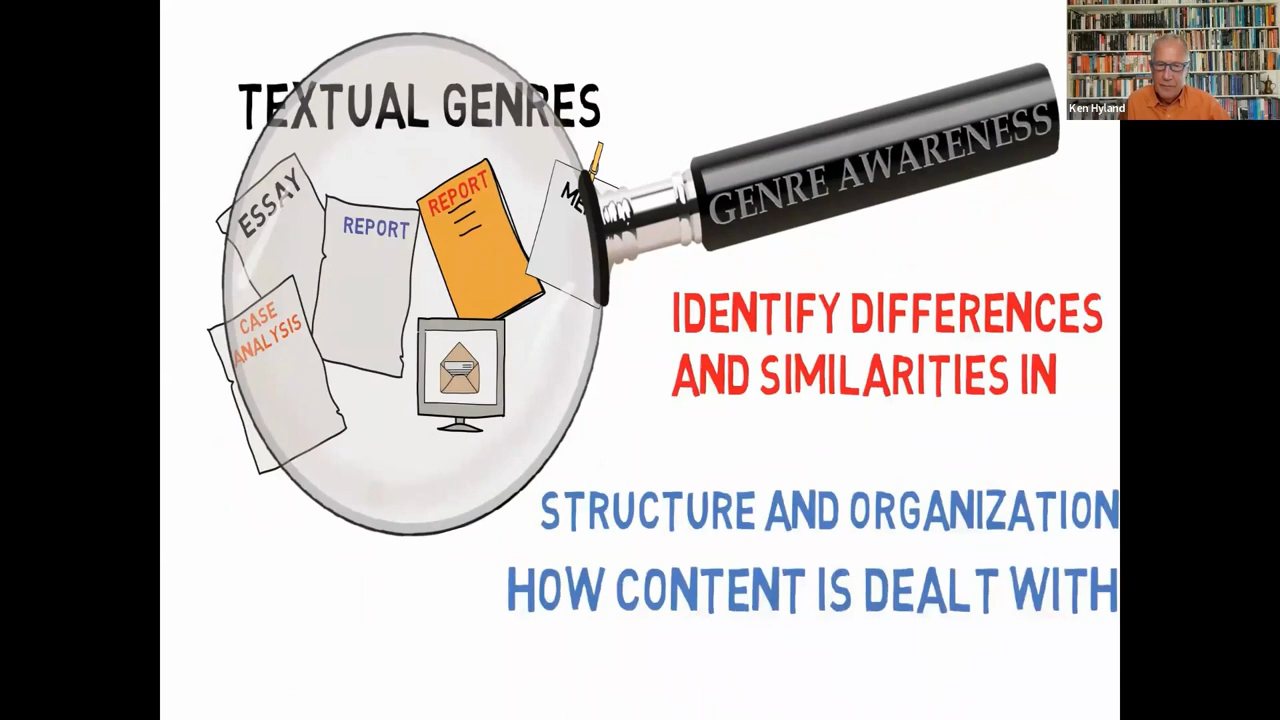 Ken Hyland
TEXTUAL GENRES
GENRE AWARENESS
ESSAY
REPORT
REPORT
CASE
ANALYSIS
IDENTIFY DIFFERENCES
AND SIMILARITIES IN
STRUCTURE AND ORGANIZATION
HOW CONTENT IS DEALT WITH